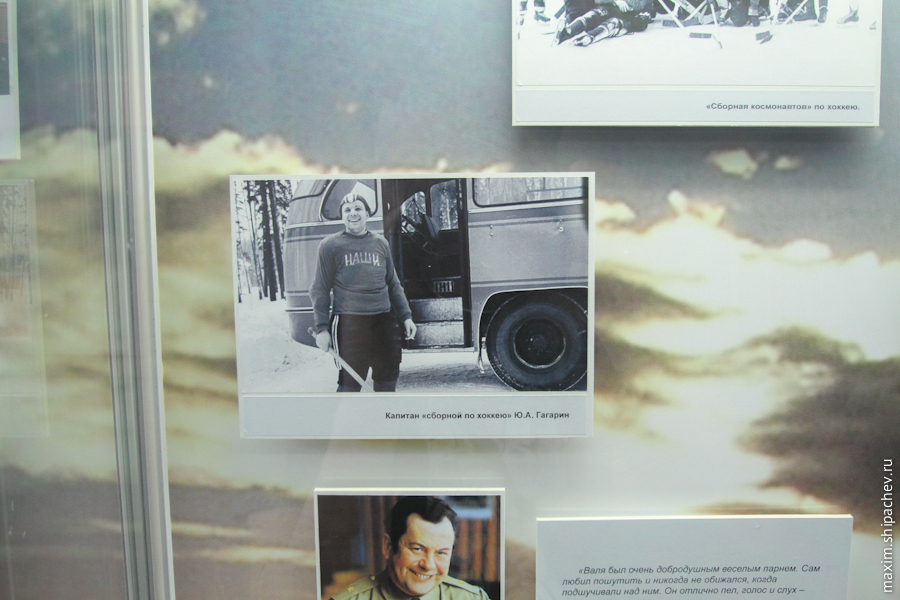 «Сборная космонавтов» по хоккею.
НАШИ
Капитан «сборной по хоккею» Ю.А. Гагарин
«Валя был очень добродушным веселым парнем. Сам
любил пошутить и никогда не обижался, когда
подшучивали над ним. Он отлично пел, голос и слух –
maxim.shipachev.ru